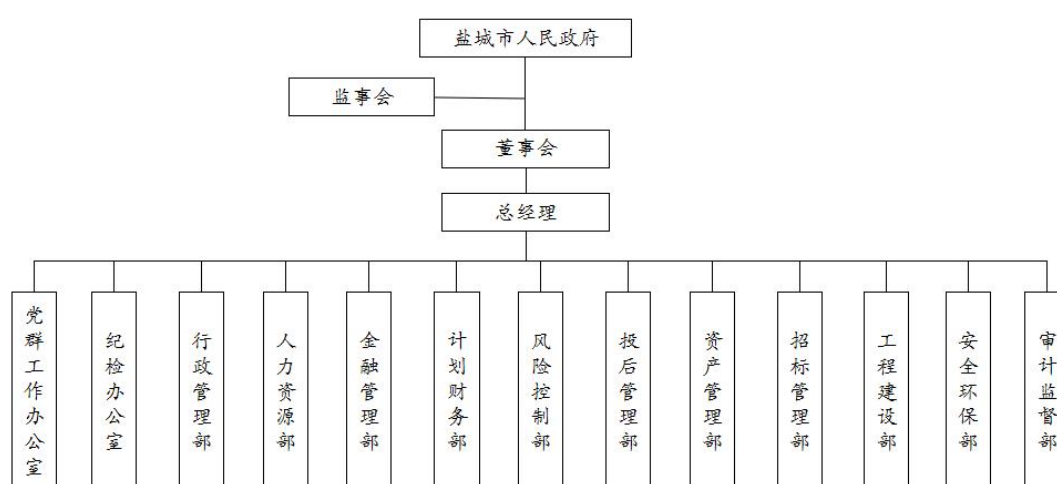 盐城市人民政府
监事会
董事会
总经理
党群工作办公室
纪检办公室
行政管理部
人力资源部
金融管理部
计划财务部
风险控制部
投后管理部
资产管理部
招标管理部
工程建设部
安全环保部
审计监督部